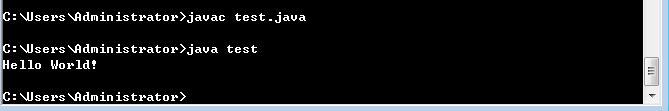 C:\Users\Administrator>javac test.java
C:\Users\Administrator>java test
Hello World!
C:\Users\Administrator>